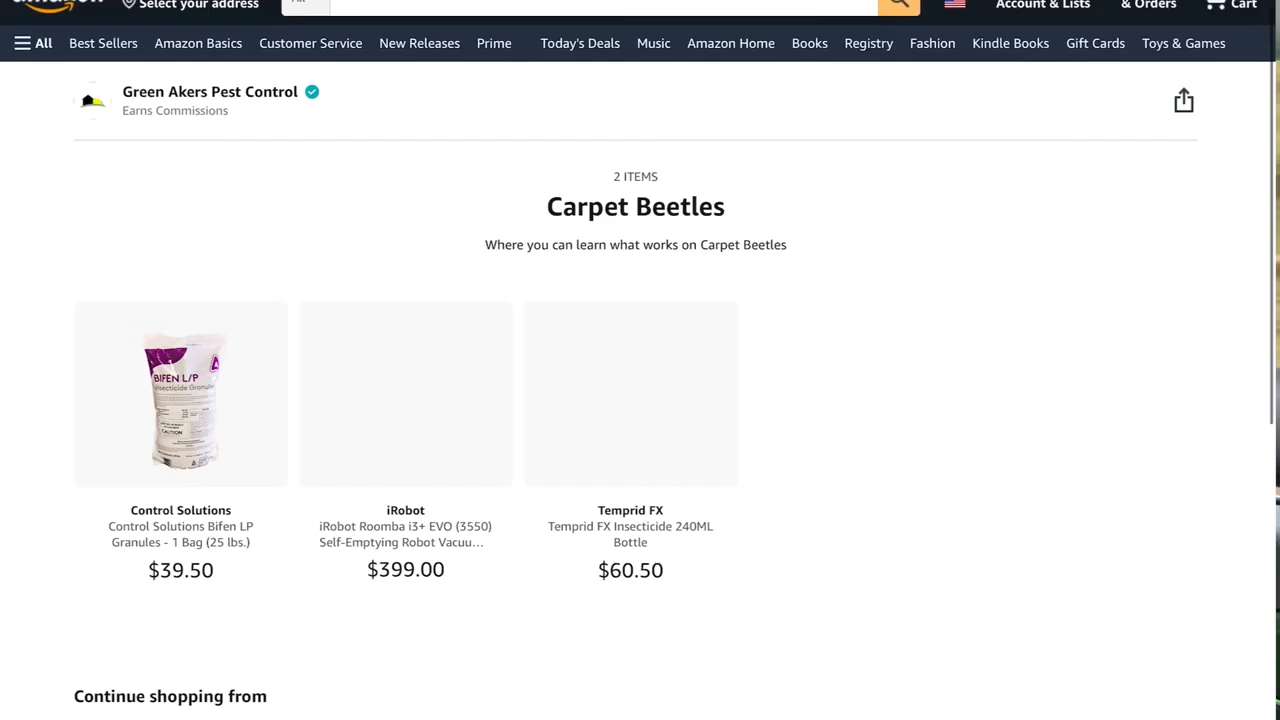 Select your address
Account & Lists
& Orders
Cart
All
Best Sellers
Amazon Basics
Customer Service
New Releases
Prime
Today's Deals
Music
Amazon Home
Books
Registry
Fashion
Kindle Books
Gift Cards
Toys & Games
Green Akers Pest Control
Earns Commissions
2 ITEMS
Carpet Beetles
Where you can learn what works on Carpet Beetles
BIFEN L/P
Insecticide Granules
CAUTION
Control Solutions
Control Solutions Bifen LP
Granules - 1 Bag (25 lbs.)
$39.50
iRobot
iRobot Roomba i3+ EVO (3550)
Self-Emptying Robot Vacuu...
$399.00
Temprid FX
Temprid FX Insecticide 240ML
Bottle
$60.50
Continue shopping from